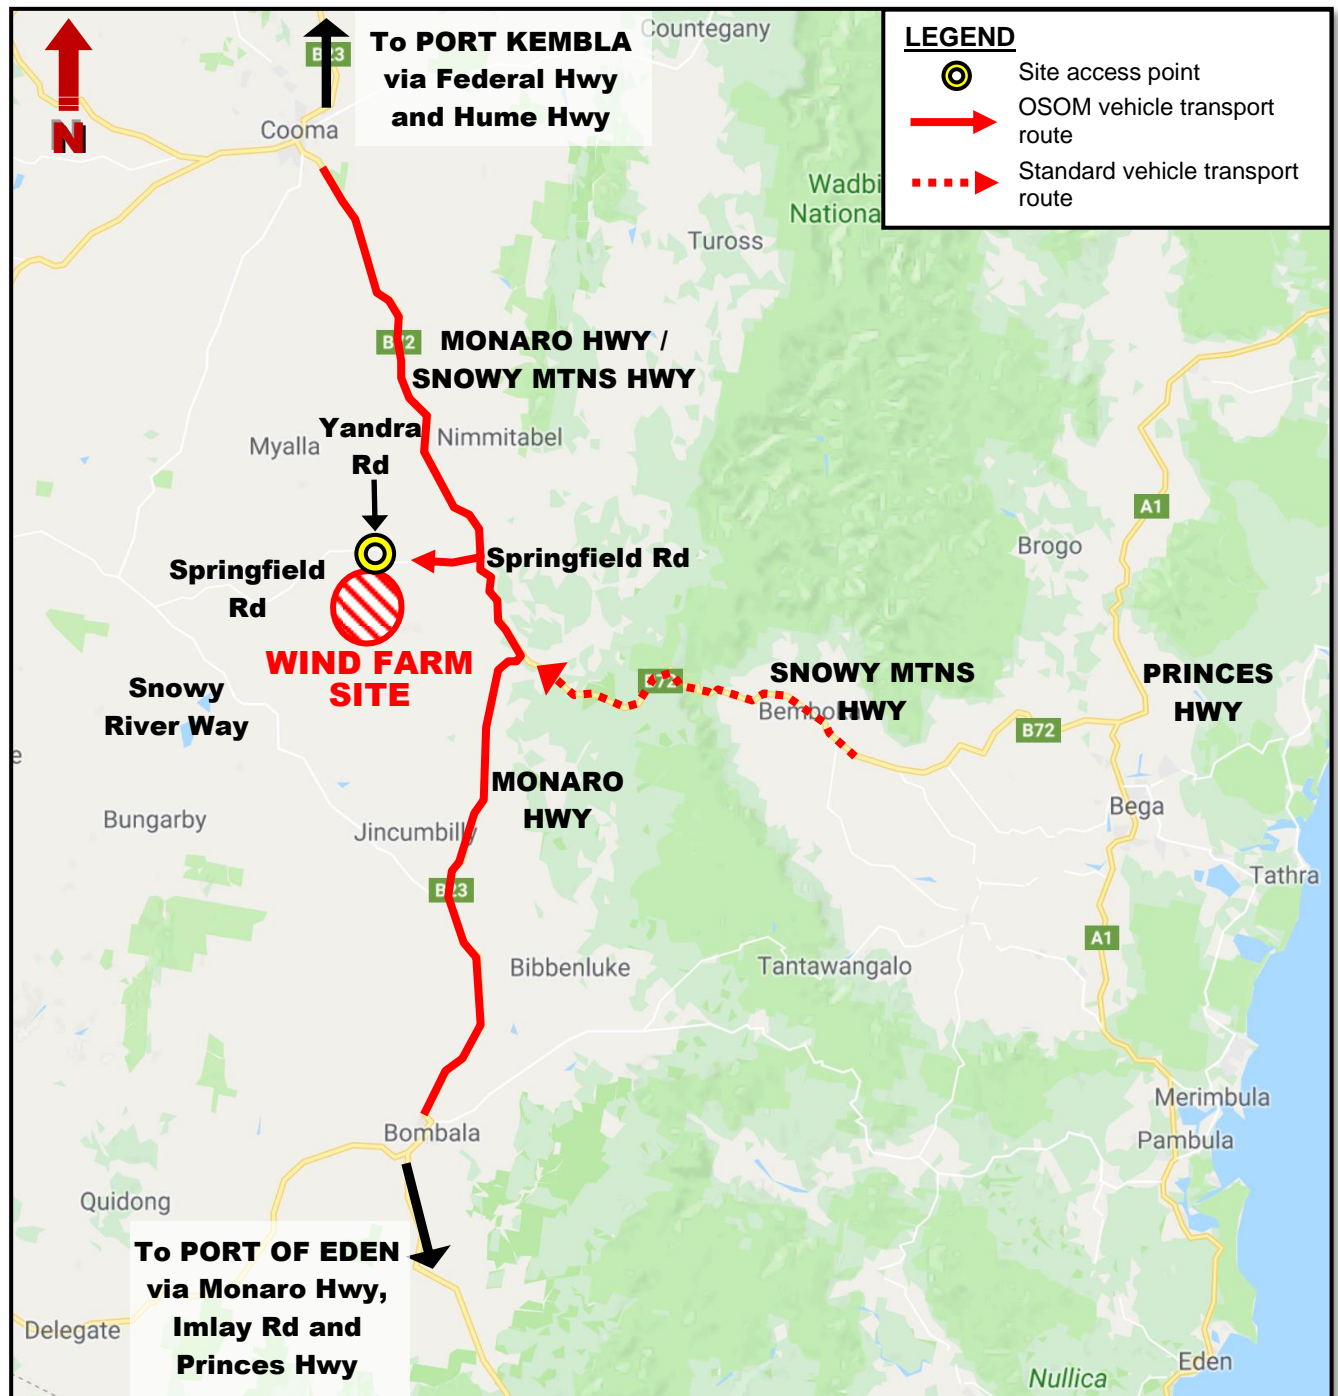 B23
To PORT KEMBLA
via Federal Hwy
and Hume Hwy
Countegany
LEGEND
Site access point
OSOM vehicle transport
route
Standard vehicle transport
route
N
Cooma
Tuross
B72
MONARO HWY /
SNOWY MTNS HWY
Yandra
Rd
Myalla
Nimmitabel
A1
Brogo
Springfield
Rd
Springfield Rd
WIND FARM
SITE
Snowy
River Way
B72
SNOWY MTNS
HWY
PRINCES
HWY
B72
MONARO
HWY
Bungarby
Jincumbilly
Bega
B23
Tathra
A1
Bibbenluke
Tantawangalo
Merimbula
Bombala
Pambula
Quidong
To PORT OF EDEN
via Monaro Hwy,
Imlay Rd and
Princes Hwy
Delegate
Eden
Nullica